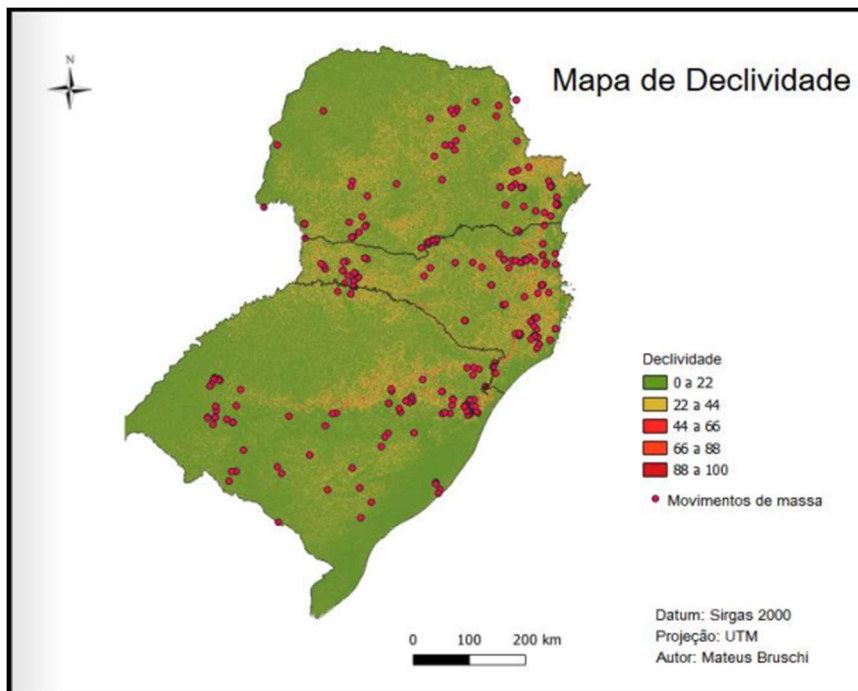 N
Mapa de Declividade
Declividade
0 a 22
22 a 44
44 a 66
66 a 88
88 a 100
Movimentos de massa
0 100 200 km
Datum: Sirgas 2000
Projeção: UTM
Autor: Mateus Bruschi